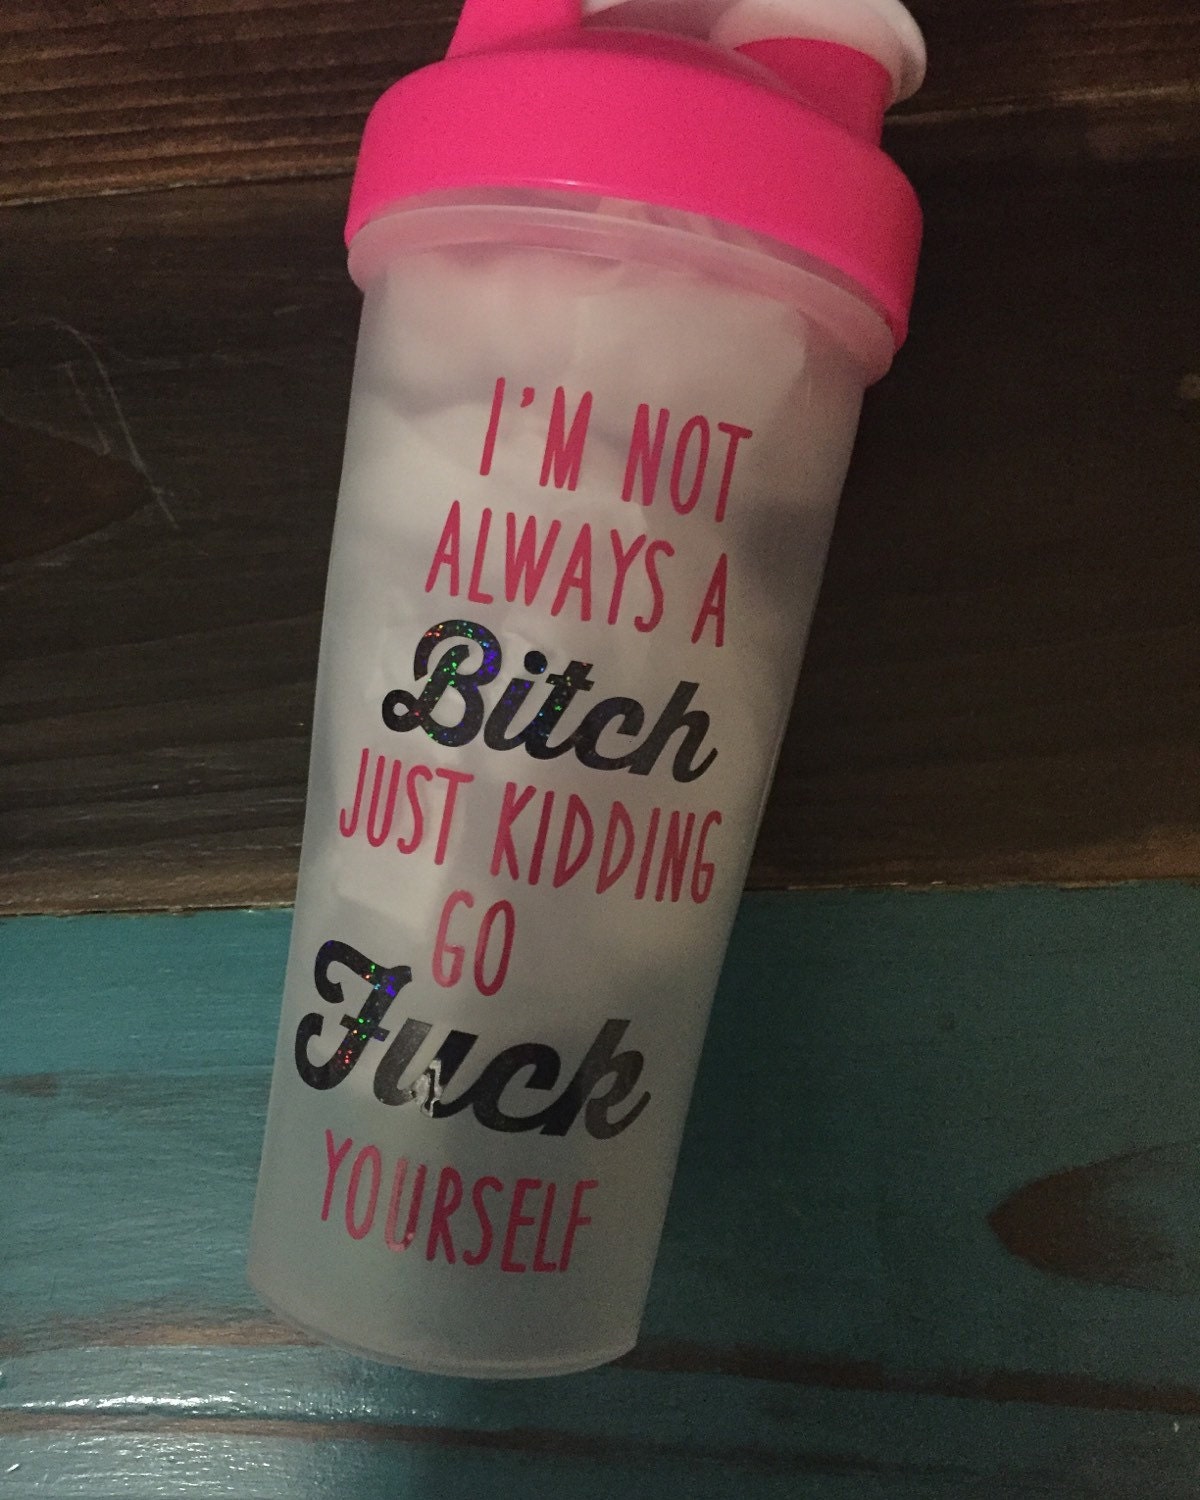 I'M NOT
ALWAYS A
Bitch
JUST KIDDING
GO
Fuck
YOURSELF